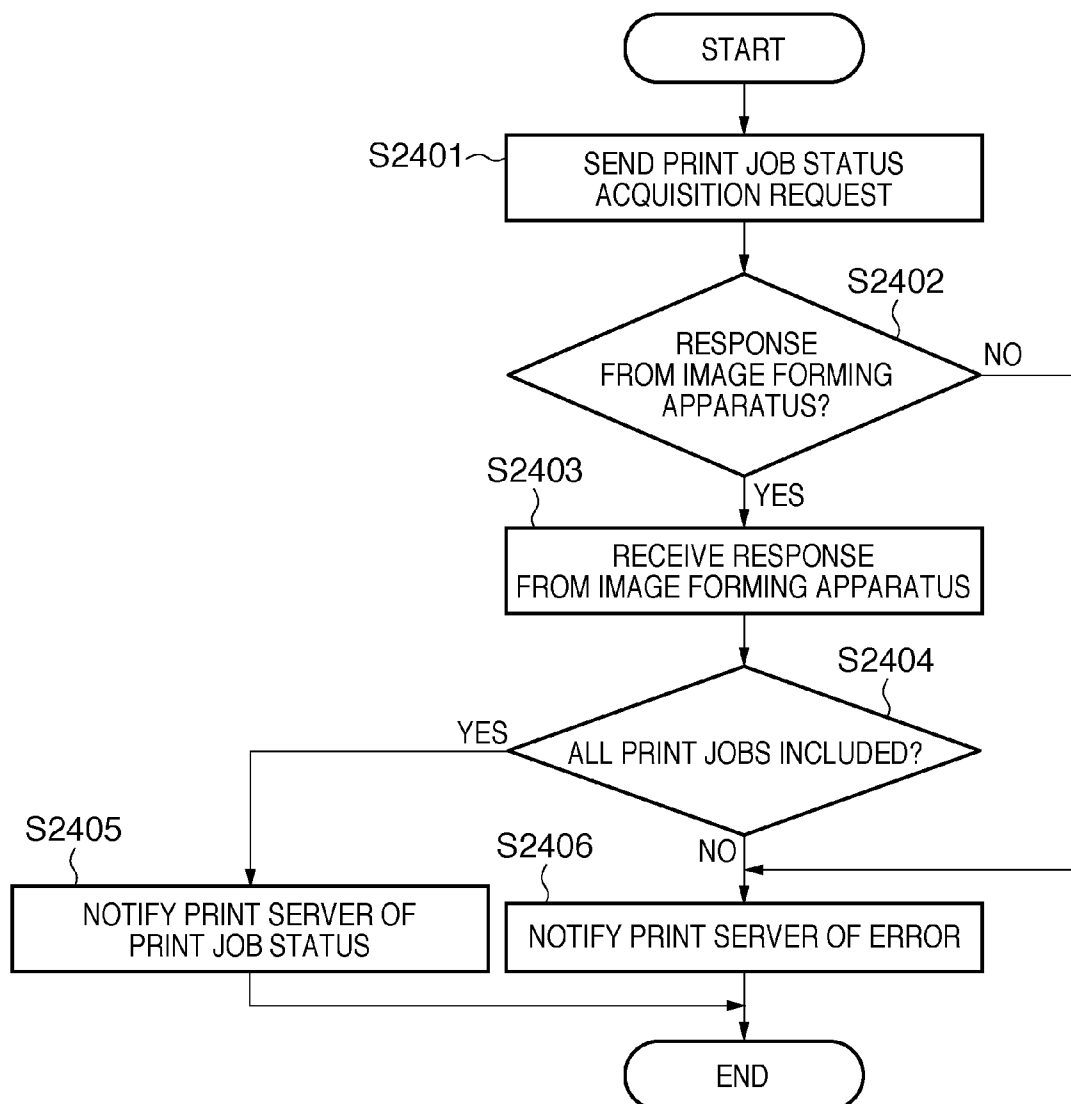 START
S2401
SEND PRINT JOB STATUS
ACQUISITION REQUEST
S2402
RESPONSE
FROM IMAGE FORMING
APPARATUS?
NO
YES
S2403
RECEIVE RESPONSE
FROM IMAGE FORMING APPARATUS
S2404
ALL PRINT JOBS INCLUDED?
YES
NO
S2405
NOTIFY PRINT SERVER OF
PRINT JOB STATUS
S2406
NOTIFY PRINT SERVER OF ERROR
END